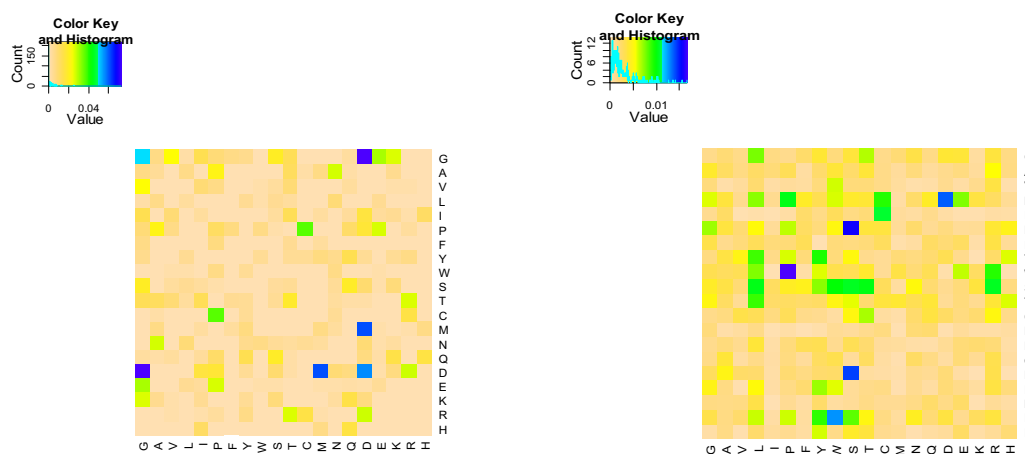 Color Key
and Histogram
Count
0 50 150
0 0.04
Value
G
A
V
L
I
P
F
Y
W
S
T
C
M
N
Q
D
E
K
R
H
G A V L I P F Y W S T C M N Q D E K R H
Color Key
and Histogram
Count
0 6 12
0 0.01
Value
G A V L I P F Y W S T C M N Q D E K R H